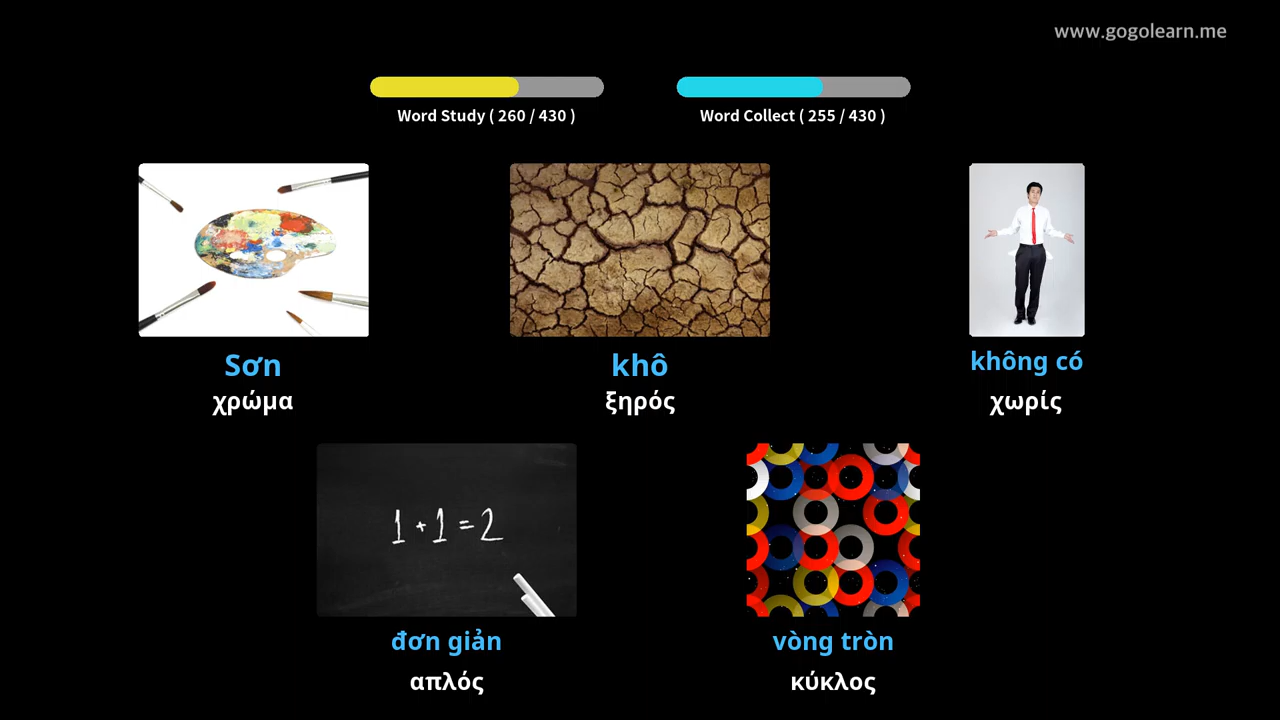 www.gogolearn.me
Word Study ( 260 / 430 )
Word Collect ( 255 / 430 )
Sơn
χρώμα
khô
ξηρός
không có
χωρίς
1 + 1 = 2
đơn giản
απλός
vòng tròn
κύκλος